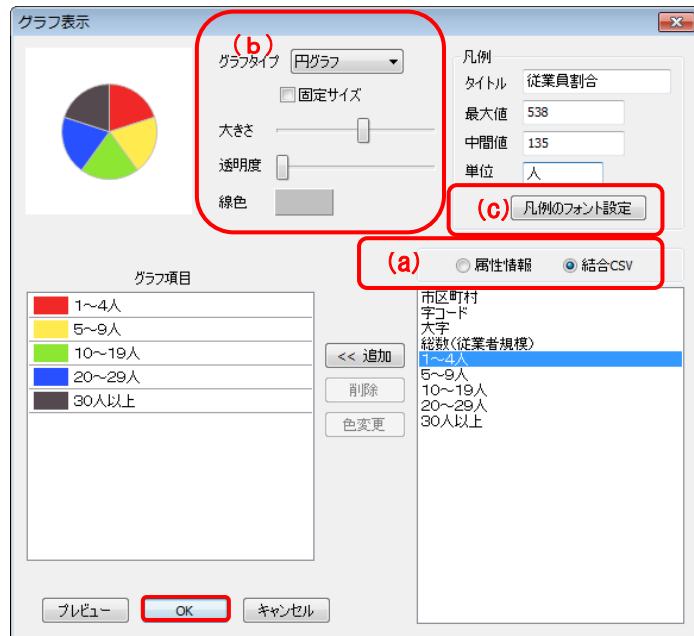 グラフ表示
(b)
グラフタイプ 円グラフ
固定サイズ
大きさ
透明度
線色
凡例
タイトル 従業員割合
最大値 538
中間値 135
単位 人
(c) 凡例のフォント設定
(a) 属性情報 結合CSV
グラフ項目
1~4人
5~9人
10~19人
20~29人
30人以上
<< 追加
削除
色変更
市区町村
字コード
大字
総数(従業者規模)
1~4人
5~9人
10~19人
20~29人
30人以上
プレビュー OK キャンセル